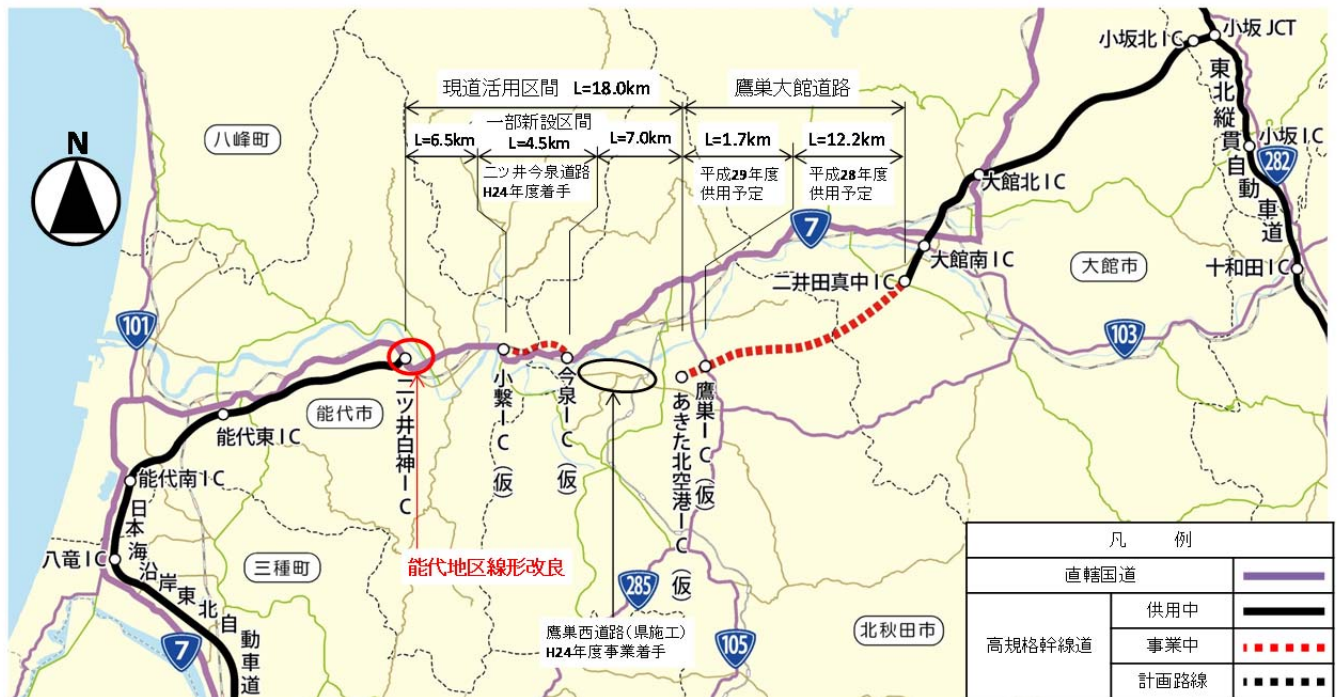 小坂北IC
小坂JCT
東北縦貫自動車道
小坂IC
282
十和田IC
現道活用区間 L=18.0km
鷹巣大館道路
一部新設区間
L=6.5km
L=4.5km
L=7.0km
L=1.7km
L=12.2km
二ツ井今泉道路
H24年度着手
平成29年度
供用予定
平成28年度
供用予定
N
八峰町
大館北IC
7
大館南IC
二井田真中IC
大館市
103
101
二ツ井白神IC
小繋IC(仮)
今泉IC(仮)
あきた北空港IC(仮)
鷹巣IC(仮)
能代市
能代東IC
能代南IC
日本海沿岸東北自動車道
八竜IC
三種町
7
能代地区線形改良
鷹巣西道路(県施工)
H24年度事業着手
285
105
北秋田市
凡 例
直轄国道
高規格幹線道
供用中
事業中
計画路線